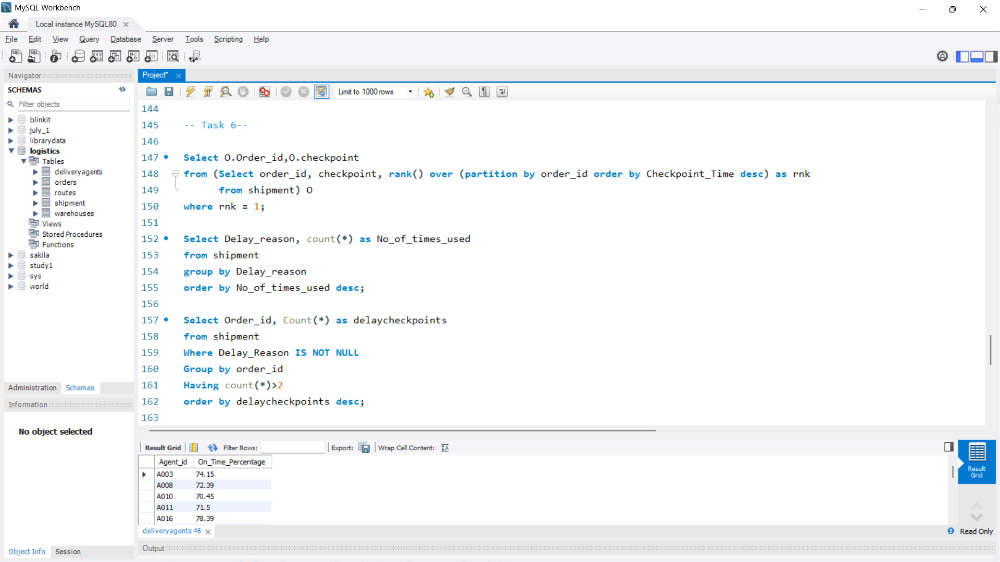 MySQL Workbench
Local instance MySQL80
File Edit View Query Database Server Tools Scripting Help
Navigator
SCHEMAS
Filter objects
blinkit
july_1
librarydata
logistics
Tables
deliveryagents
orders
routes
shipment
warehouses
Views
Stored Procedures
Functions
sakila
study1
sys
world
Administration Schemas
Information
No object selected
Object Info Session
Project*
Limit to 1000 rows
144
145 -- Task 6--
146
147 Select O.Order_id,O.checkpoint
148 from (Select order_id, checkpoint, rank() over (partition by order_id order by Checkpoint_Time desc) as rnk
149 from shipment) O
150 where rnk = 1;
151
152 Select Delay_reason, count(*) as No_of_times_used
153 from shipment
154 group by Delay_reason
155 order by No_of_times_used desc;
156
157 Select Order_id, Count(*) as delaycheckpoints
158 from shipment
159 Where Delay_Reason IS NOT NULL
160 Group by order_id
161 Having count(*)>2
162 order by delaycheckpoints desc;
163
Result Grid Filter Rows: Export: Wrap Cell Content:
Agent_id On_Time_Percentage
A003 74.15
A008 72.39
A010 70.45
A011 71.5
A016 78.39
Result
Grid
deliveryagents 46
Read Only
Output